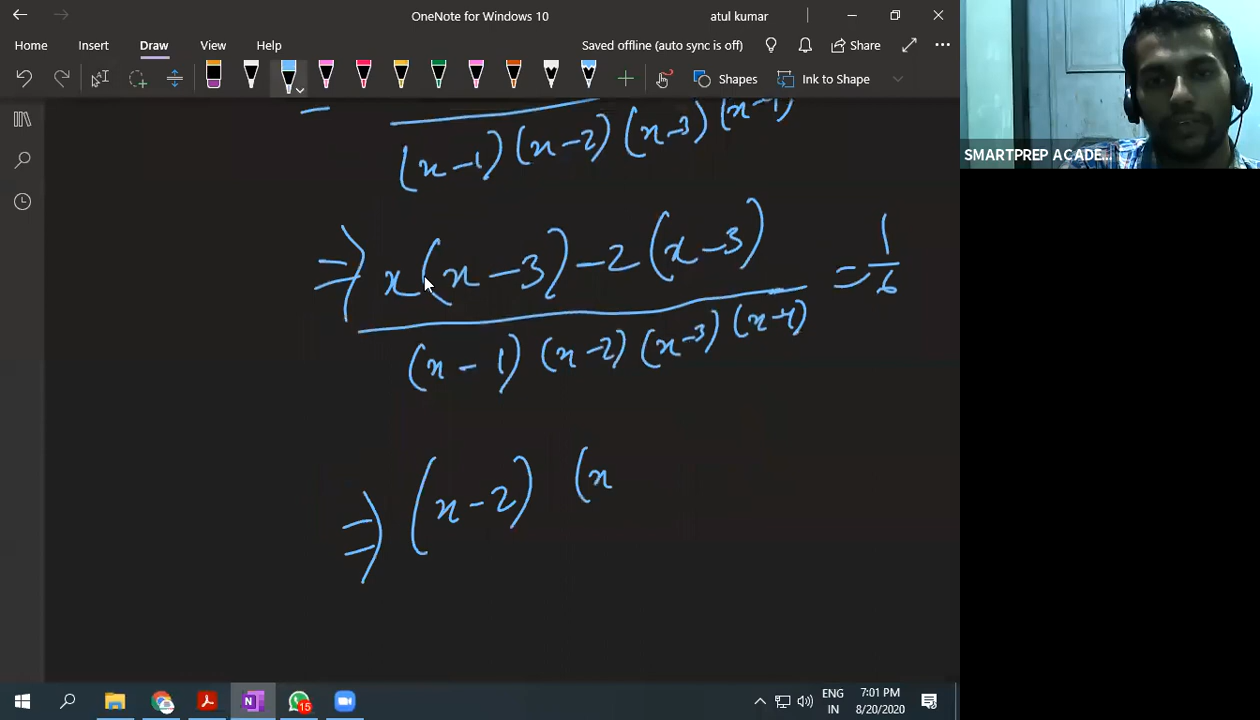 OneNote for Windows 10
atul kumar
Home Insert Draw View Help
Saved offline (auto sync is off)
Share
Shapes
Ink to Shape
(x-1)(x-2)(x-3)(x-1)
⇒ x(x-3)-2(x-3) = 1/6
(x-1)(x-2)(x-3)(x-4)
⇒ (x-2) (x
SMARTPREP ACADE...
15
N
ENG
IN
7:01 PM
8/20/2020